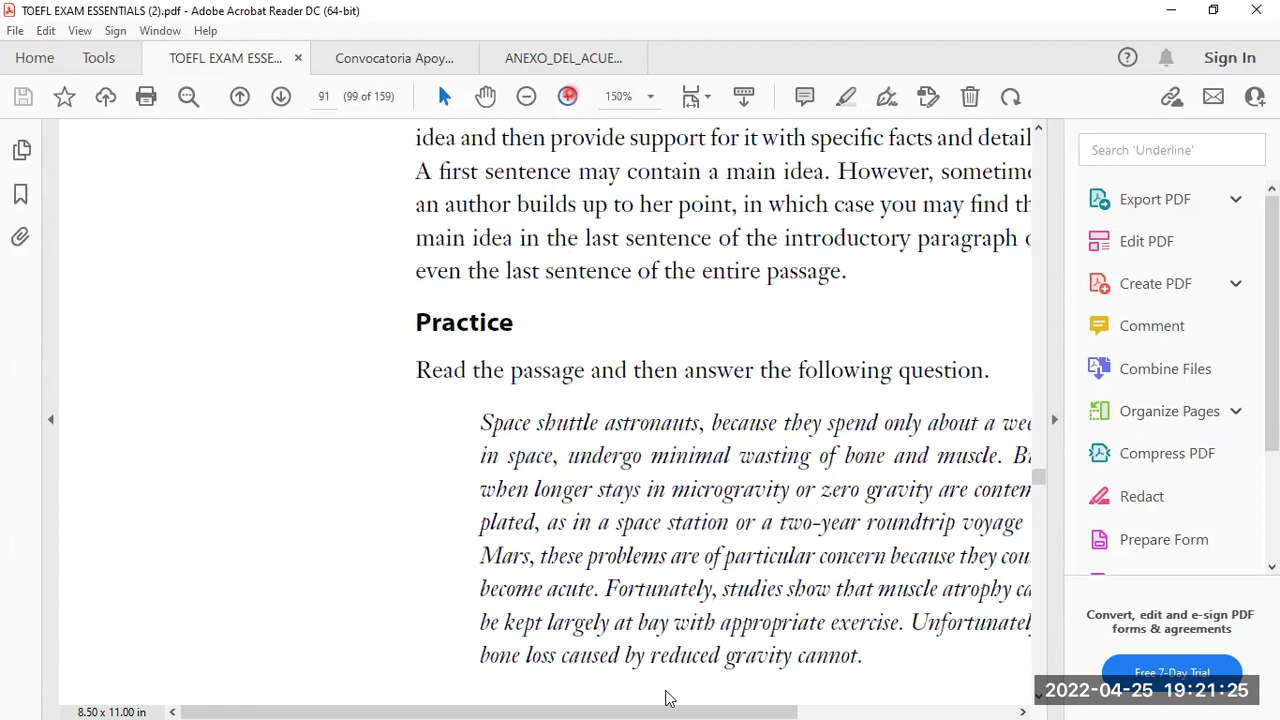 TOEFL EXAM ESSENTIALS (2).pdf - Adobe Acrobat Reader DC (64-bit)
File Edit View Sign Window Help
Home Tools TOEFL EXAM ESSE... Convocatoria Apoy... ANEXO_DEL_ACUE... Sign In
91 (99 of 159) 150%
idea and then provide support for it with specific facts and detail
A first sentence may contain a main idea. However, sometime
an author builds up to her point, in which case you may find th
main idea in the last sentence of the introductory paragraph o
even the last sentence of the entire passage.
Practice
Read the passage and then answer the following question.
Space shuttle astronauts, because they spend only about a wee
in space, undergo minimal wasting of bone and muscle. Bu
when longer stays in microgravity or zero gravity are contem
plated, as in a space station or a two-year roundtrip voyage
Mars, these problems are of particular concern because they cou
become acute. Fortunately, studies show that muscle atrophy ca
be kept largely at bay with appropriate exercise. Unfortunately
bone loss caused by reduced gravity cannot.
8.50 x 11.00 in
Search 'Underline'
Export PDF
Edit PDF
Create PDF
Comment
Combine Files
Organize Pages
Compress PDF
Redact
Prepare Form
Convert, edit and e-sign PDF
forms & agreements
Free 7-Day Trial
2022-04-25 19:21:25